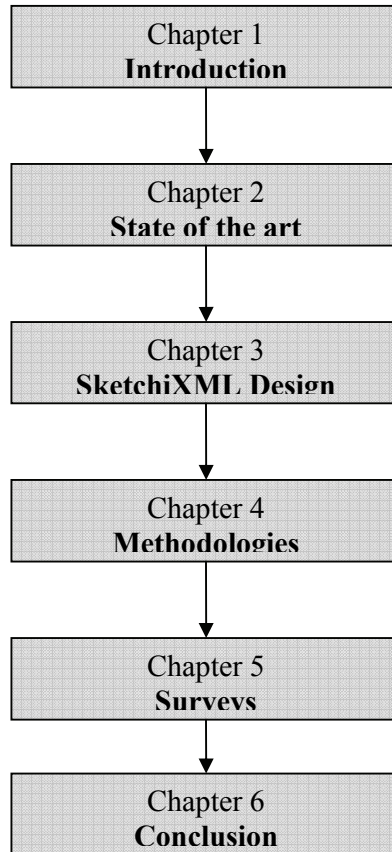 Chapter 1
Introduction
Chapter 2
State of the art
Chapter 3
SketchiXML Design
Chapter 4
Methodologies
Chapter 5
Surveys
Chapter 6
Conclusion